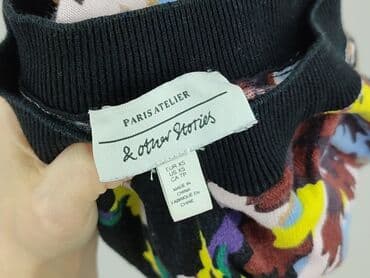 PARIS ATELIER
& Other Stories
EUR XS
US XS
CA TP
MADE IN
CHINA
FABRIQUÉ EN
CHINE